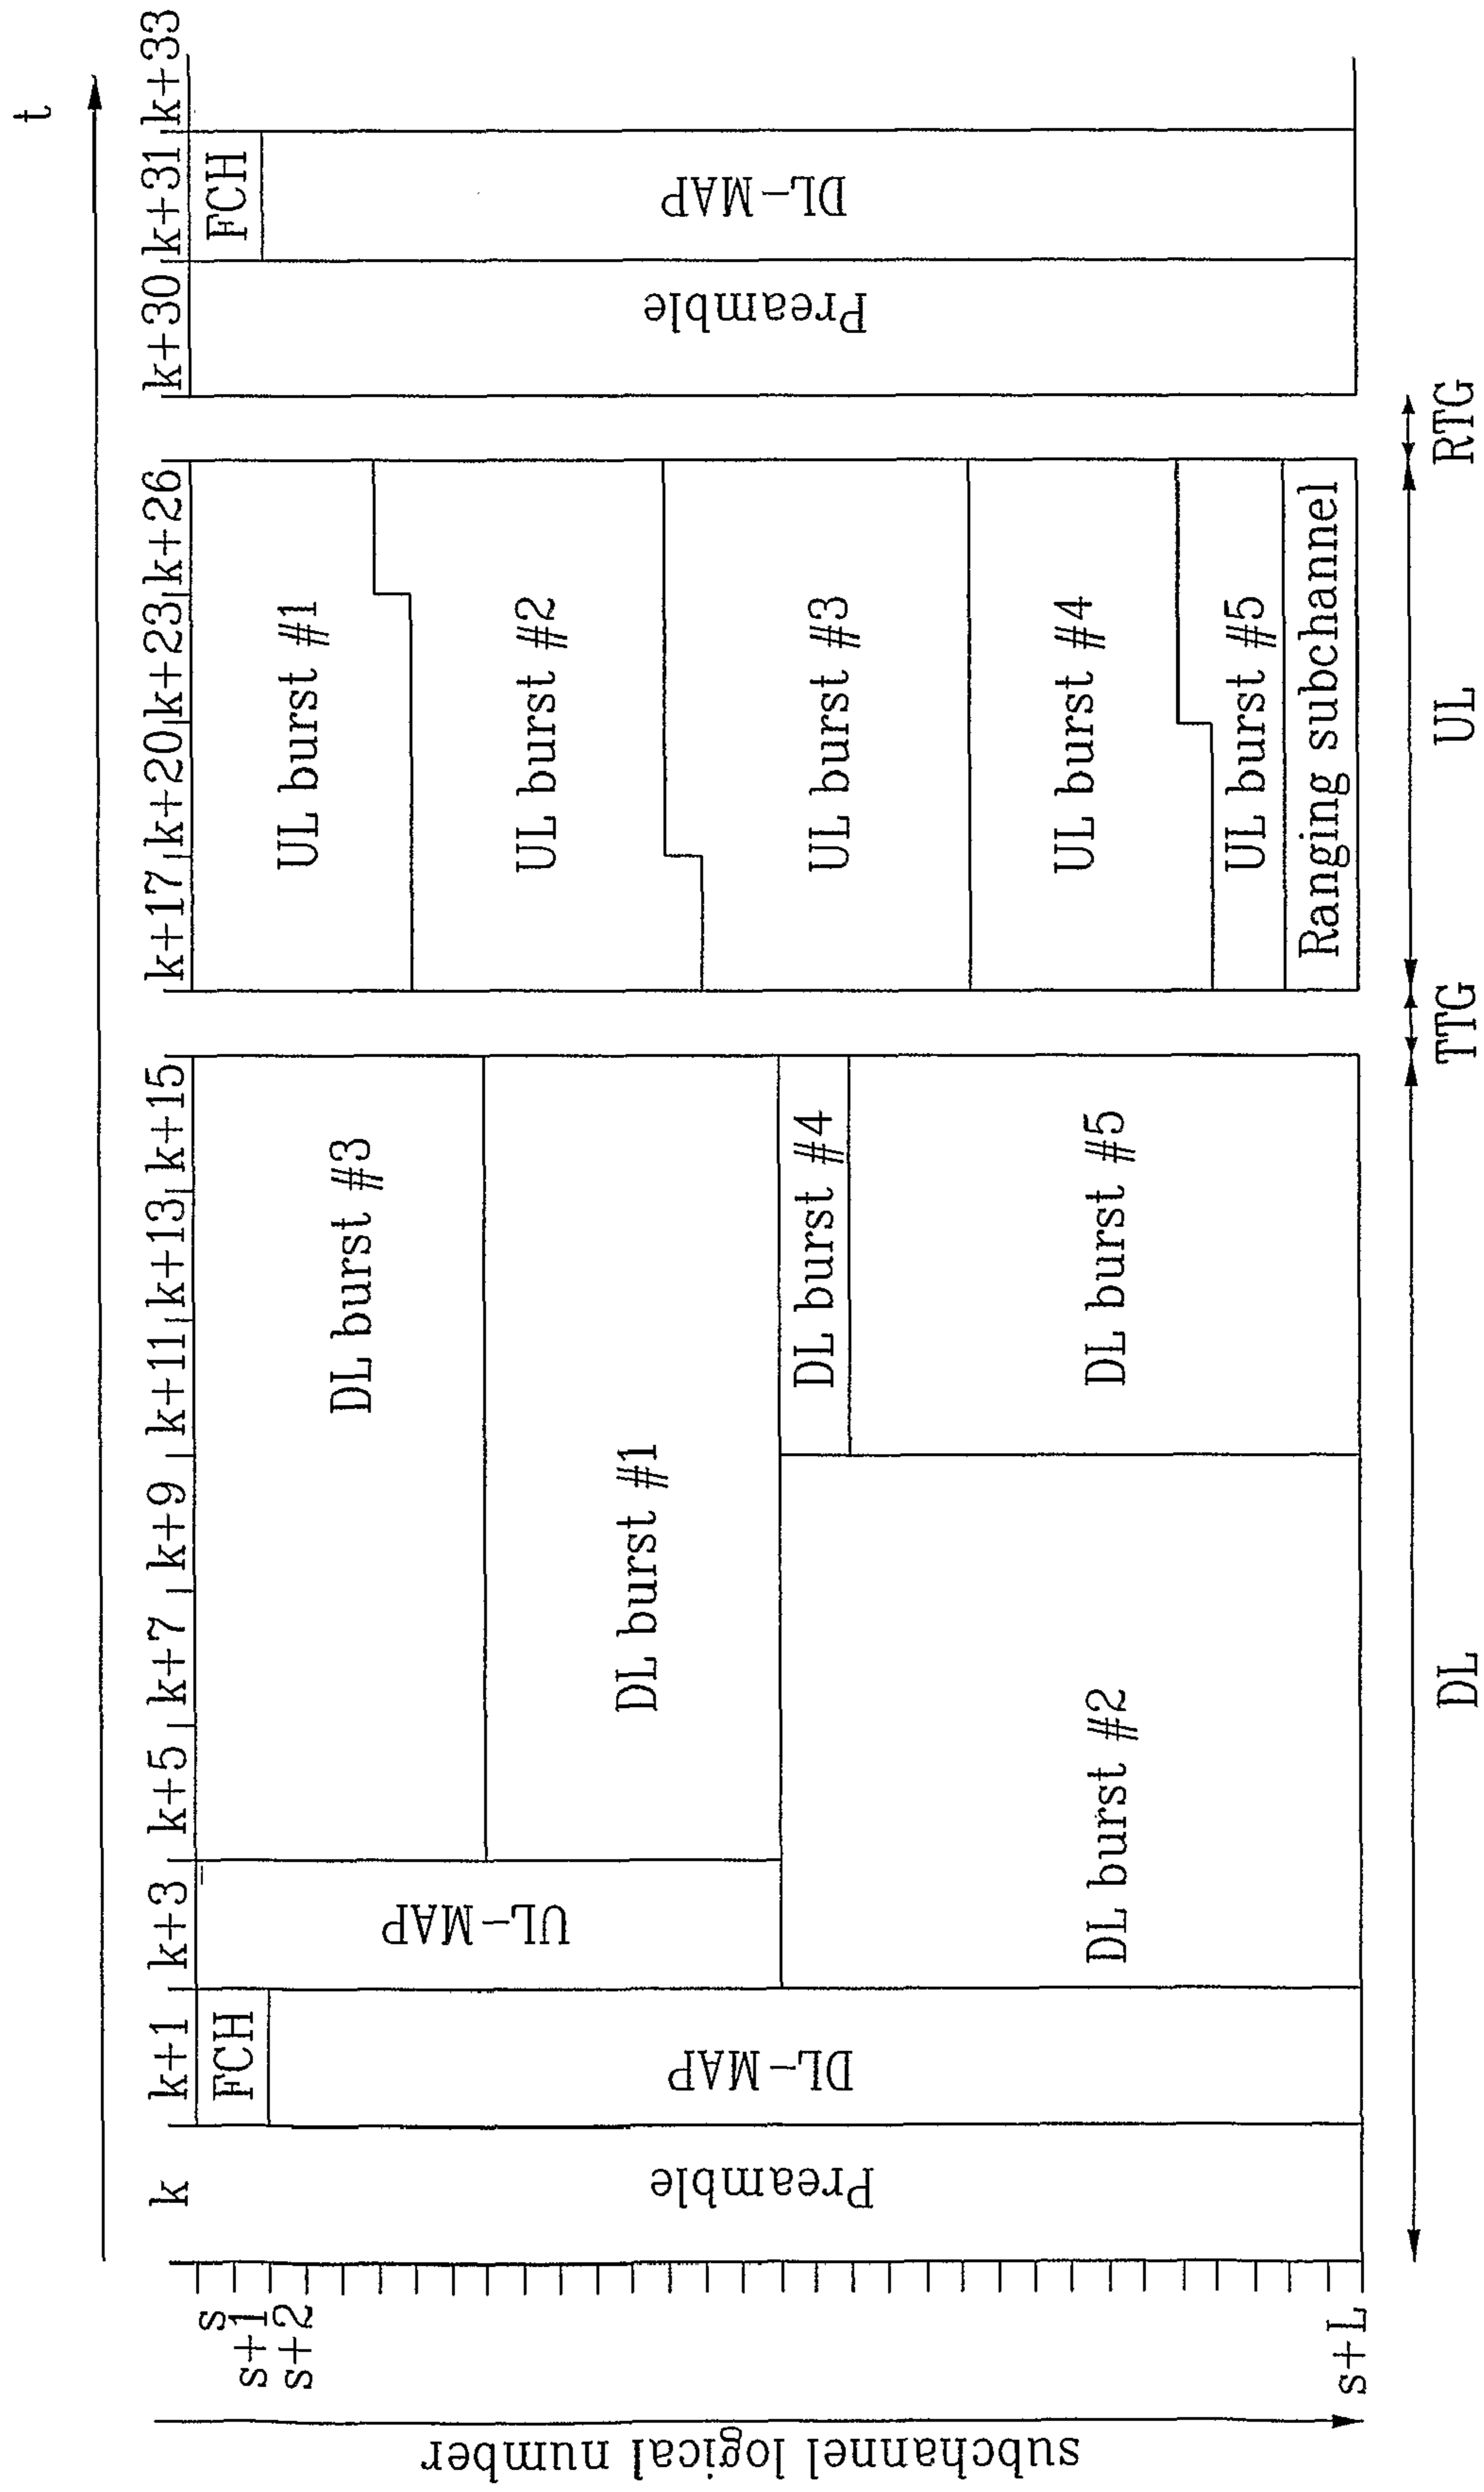 t
k k+1 k+3 k+5 k+7 k+9 k+11 k+13 k+15 k+17 k+20 k+23 k+26 k+30 k+31 k+33
s
s+1
s+2
s+L
subchannel logical number
Preamble
FCH
DL-MAP
UL-MAP
DL burst #3
DL burst #1
DL burst #2
DL burst #4
DL burst #5
UL burst #1
UL burst #2
UL burst #3
UL burst #4
UL burst #5
Ranging subchannel
Preamble
FCH
DL-MAP
DL
TTG
UL
RTG